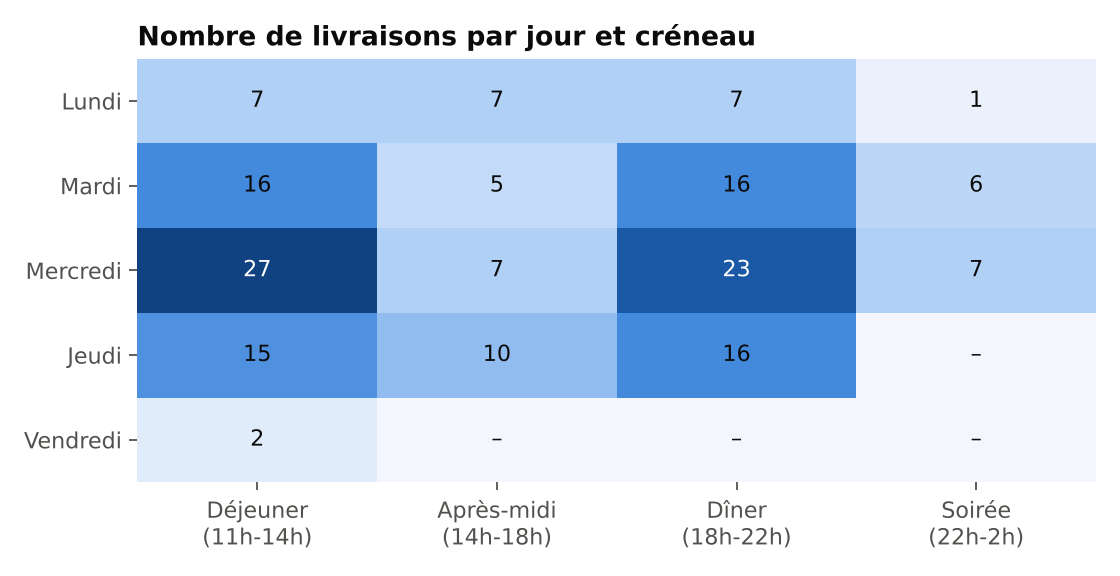 Nombre de livraisons par jour et créneau
Lundi 7 7 7 1
Mardi 16 5 16 6
Mercredi 27 7 23 7
Jeudi 15 10 16 –
Vendredi 2 – – –
Déjeuner Après-midi Dîner Soirée
(11h-14h) (14h-18h) (18h-22h) (22h-2h)